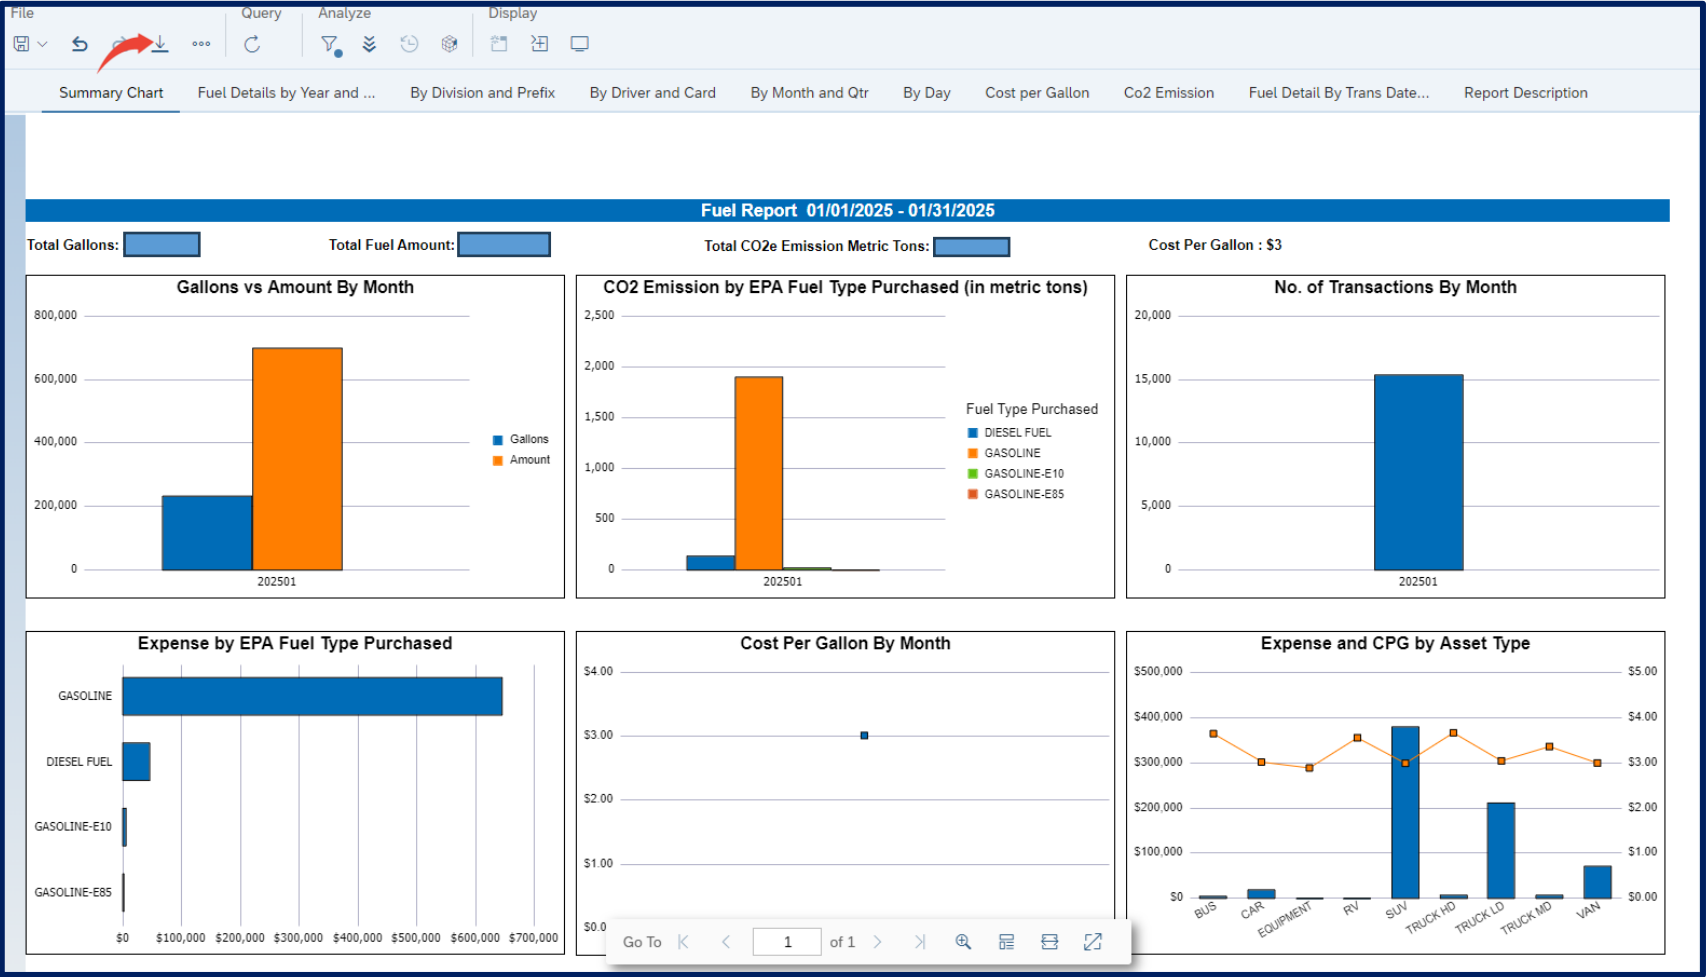 File Query Analyze Display
Summary Chart Fuel Details by Year and ... By Division and Prefix By Driver and Card By Month and Qtr By Day Cost per Gallon Co2 Emission Fuel Detail By Trans Date... Report Description
Fuel Report 01/01/2025 - 01/31/2025
Total Gallons: Total Fuel Amount: Total CO2e Emission Metric Tons: Cost Per Gallon : $3
Gallons vs Amount By Month
800,000
600,000
400,000
200,000
0
202501
Gallons
Amount
CO2 Emission by EPA Fuel Type Purchased (in metric tons)
2,500
2,000
1,500
1,000
500
0
202501
Fuel Type Purchased
DIESEL FUEL
GASOLINE
GASOLINE-E10
GASOLINE-E85
No. of Transactions By Month
20,000
15,000
10,000
5,000
0
202501
Expense by EPA Fuel Type Purchased
GASOLINE
DIESEL FUEL
GASOLINE-E10
GASOLINE-E85
$0 $100,000 $200,000 $300,000 $400,000 $500,000 $600,000 $700,000
Cost Per Gallon By Month
$4.00
$3.00
$2.00
$1.00
$0.0
Expense and CPG by Asset Type
$500,000 $5.00
$400,000 $4.00
$300,000 $3.00
$200,000 $2.00
$100,000 $1.00
$0 $0.00
BUS CAR EQUIPMENT RV SUV TRUCK HD TRUCK LD TRUCK MD VAN
Go To 1 of 1